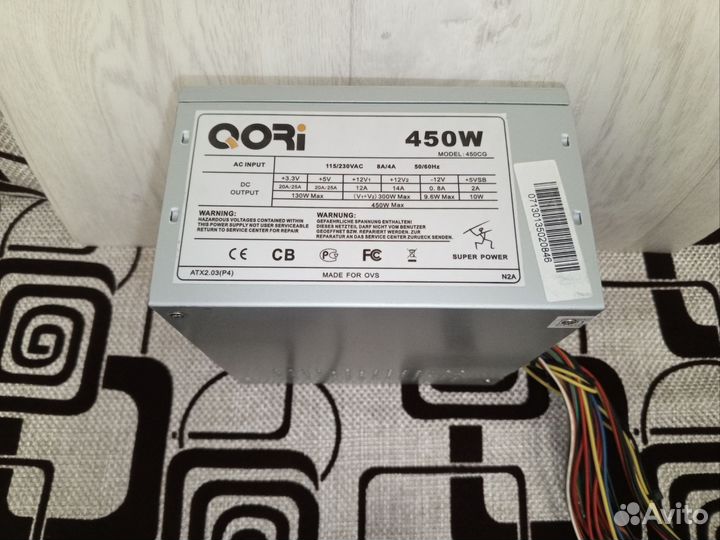 QORi
450W
MODEL: 450CG
AC INPUT 115/230VAC 8A/4A 50/60Hz
DC OUTPUT +3.3V +5V +12V1 +12V2 -12V +5VSB
20A/25A 20A/25A 12A 14A 0.8A 2A
130W Max (V1+V2) 300W Max 9.6W Max 10W
450W Max
WARNING:
HAZARDOUS VOLTAGES CONTAINED WITHIN
THIS POWER SUPPLY NOT USER SERVICEABLE
RETURN TO SERVICE CENTER FOR REPAIR
WARNUNG:
GEFAEHRLICHE SPANNUNG ENTHALTEN!
DIESES NETZTEIL DARF NICHT VOM BENUTZER
GEOEFFNET BZW. REPARIERT WERDEN.
ES IST AN DAS SERVICE CENTER ZURUECK SENDEN.
CE CB PC FC
SUPER POWER
ATX2.03(P4) MADE FOR OVS N2A
07130135020846
Avito